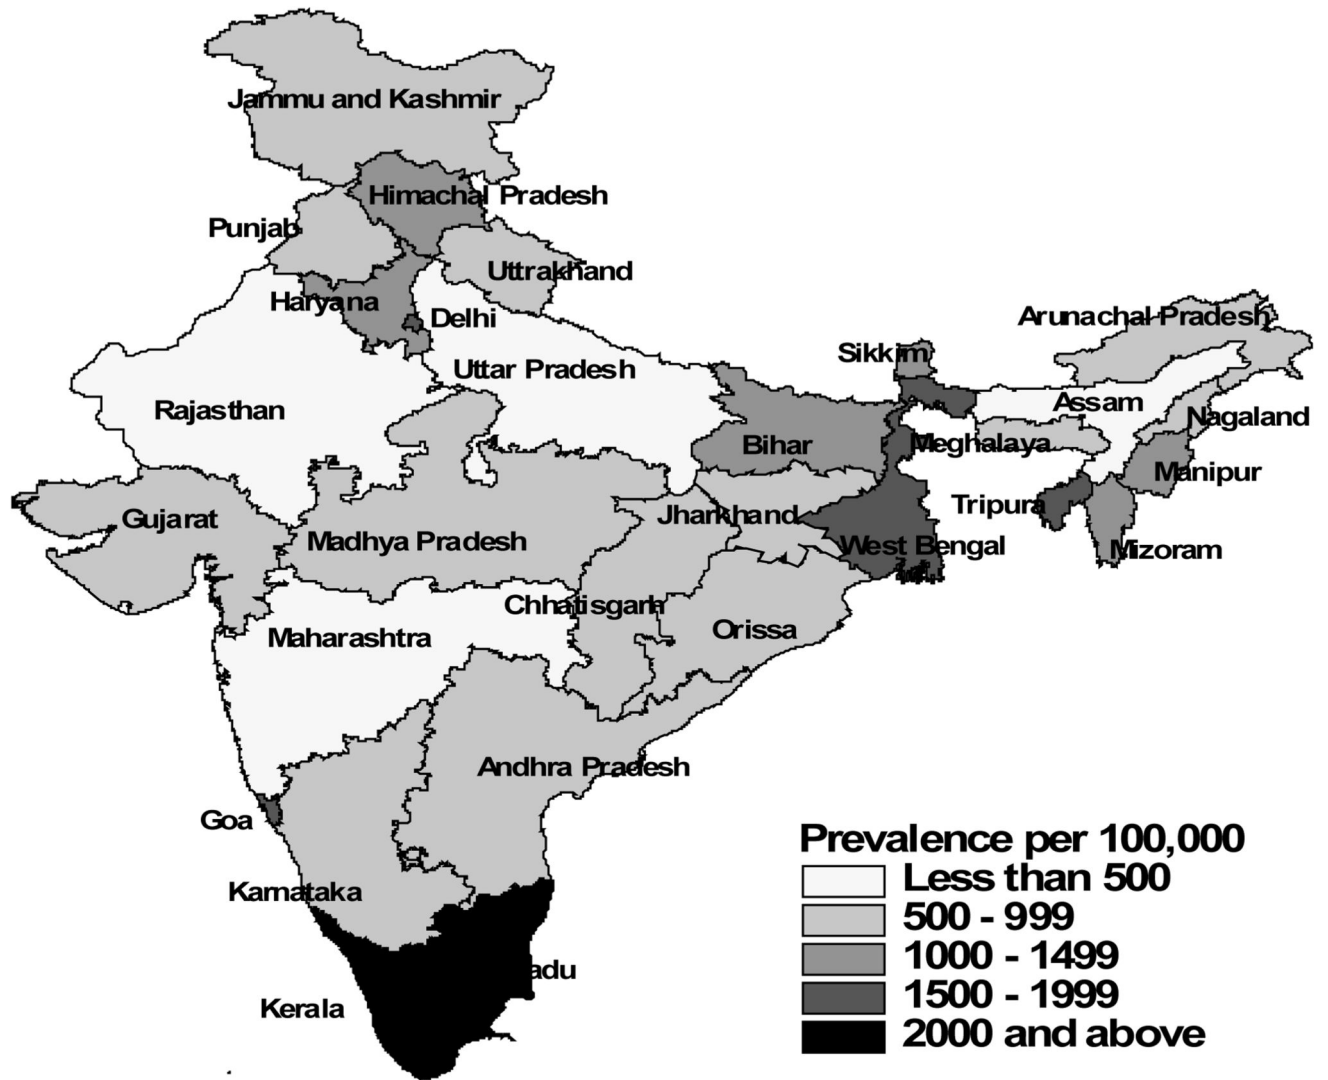 Jammu and Kashmir
Himachal Pradesh
Punjab
Uttrakhand
Haryana
Delhi
Arunachal Pradesh
Sikkim
Uttar Pradesh
Rajasthan
Assam
Nagaland
Bihar
Meghalaya
Manipur
Tripura
Gujarat
Jharkhand
Madhya Pradesh
West Bengal
Mizoram
Chhatisgarh
Maharashtra
Orissa
Andhra Pradesh
Goa
Karnataka
adu
Kerala
Prevalence per 100,000
Less than 500
500 - 999
1000 - 1499
1500 - 1999
2000 and above